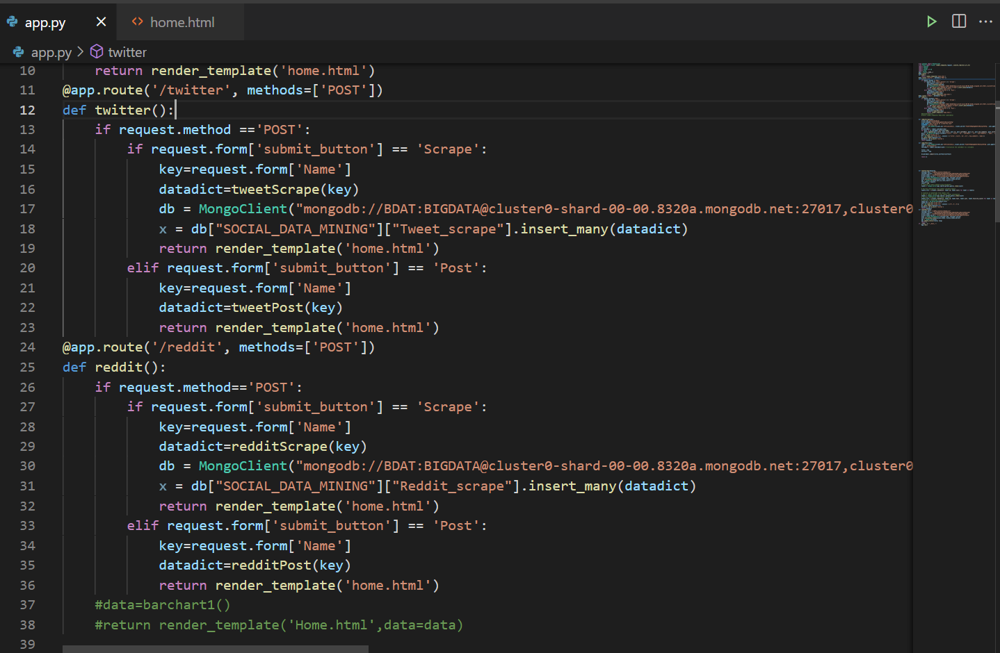 app.py
home.html
app.py > twitter
10 return render_template('home.html')
11 @app.route('/twitter', methods=['POST'])
12 def twitter():
13 if request.method =='POST':
14 if request.form['submit_button'] == 'Scrape':
15 key=request.form['Name']
16 datadict=tweetScrape(key)
17 db = MongoClient("mongodb://BDAT:BIGDATA@cluster0-shard-00-00.8320a.mongodb.net:27017,cluster0
18 x = db["SOCIAL_DATA_MINING"]["Tweet_scrape"].insert_many(datadict)
19 return render_template('home.html')
20 elif request.form['submit_button'] == 'Post':
21 key=request.form['Name']
22 datadict=tweetPost(key)
23 return render_template('home.html')
24 @app.route('/reddit', methods=['POST'])
25 def reddit():
26 if request.method=='POST':
27 if request.form['submit_button'] == 'Scrape':
28 key=request.form['Name']
29 datadict=redditScrape(key)
30 db = MongoClient("mongodb://BDAT:BIGDATA@cluster0-shard-00-00.8320a.mongodb.net:27017,cluster0
31 x = db["SOCIAL_DATA_MINING"]["Reddit_scrape"].insert_many(datadict)
32 return render_template('home.html')
33 elif request.form['submit_button'] == 'Post':
34 key=request.form['Name']
35 datadict=redditPost(key)
36 return render_template('home.html')
37 #data=barchart1()
38 #return render_template('Home.html',data=data)
39